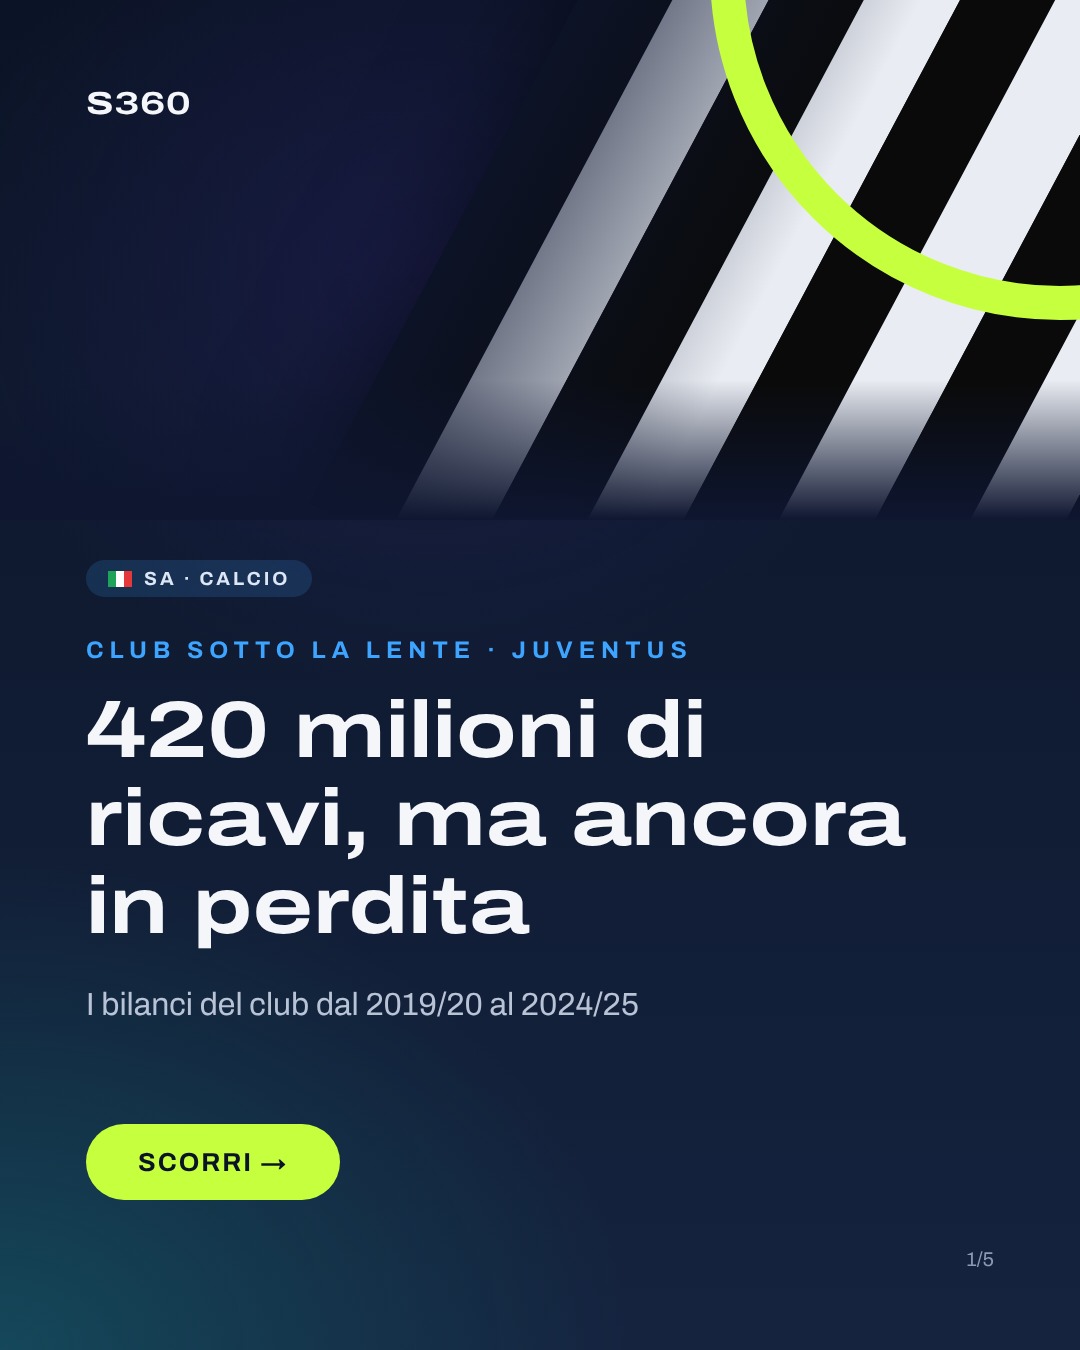 S360
SA · CALCIO
CLUB SOTTO LA LENTE · JUVENTUS
420 milioni di
ricavi, ma ancora
in perdita
I bilanci del club dal 2019/20 al 2024/25
SCORRI →
1/5